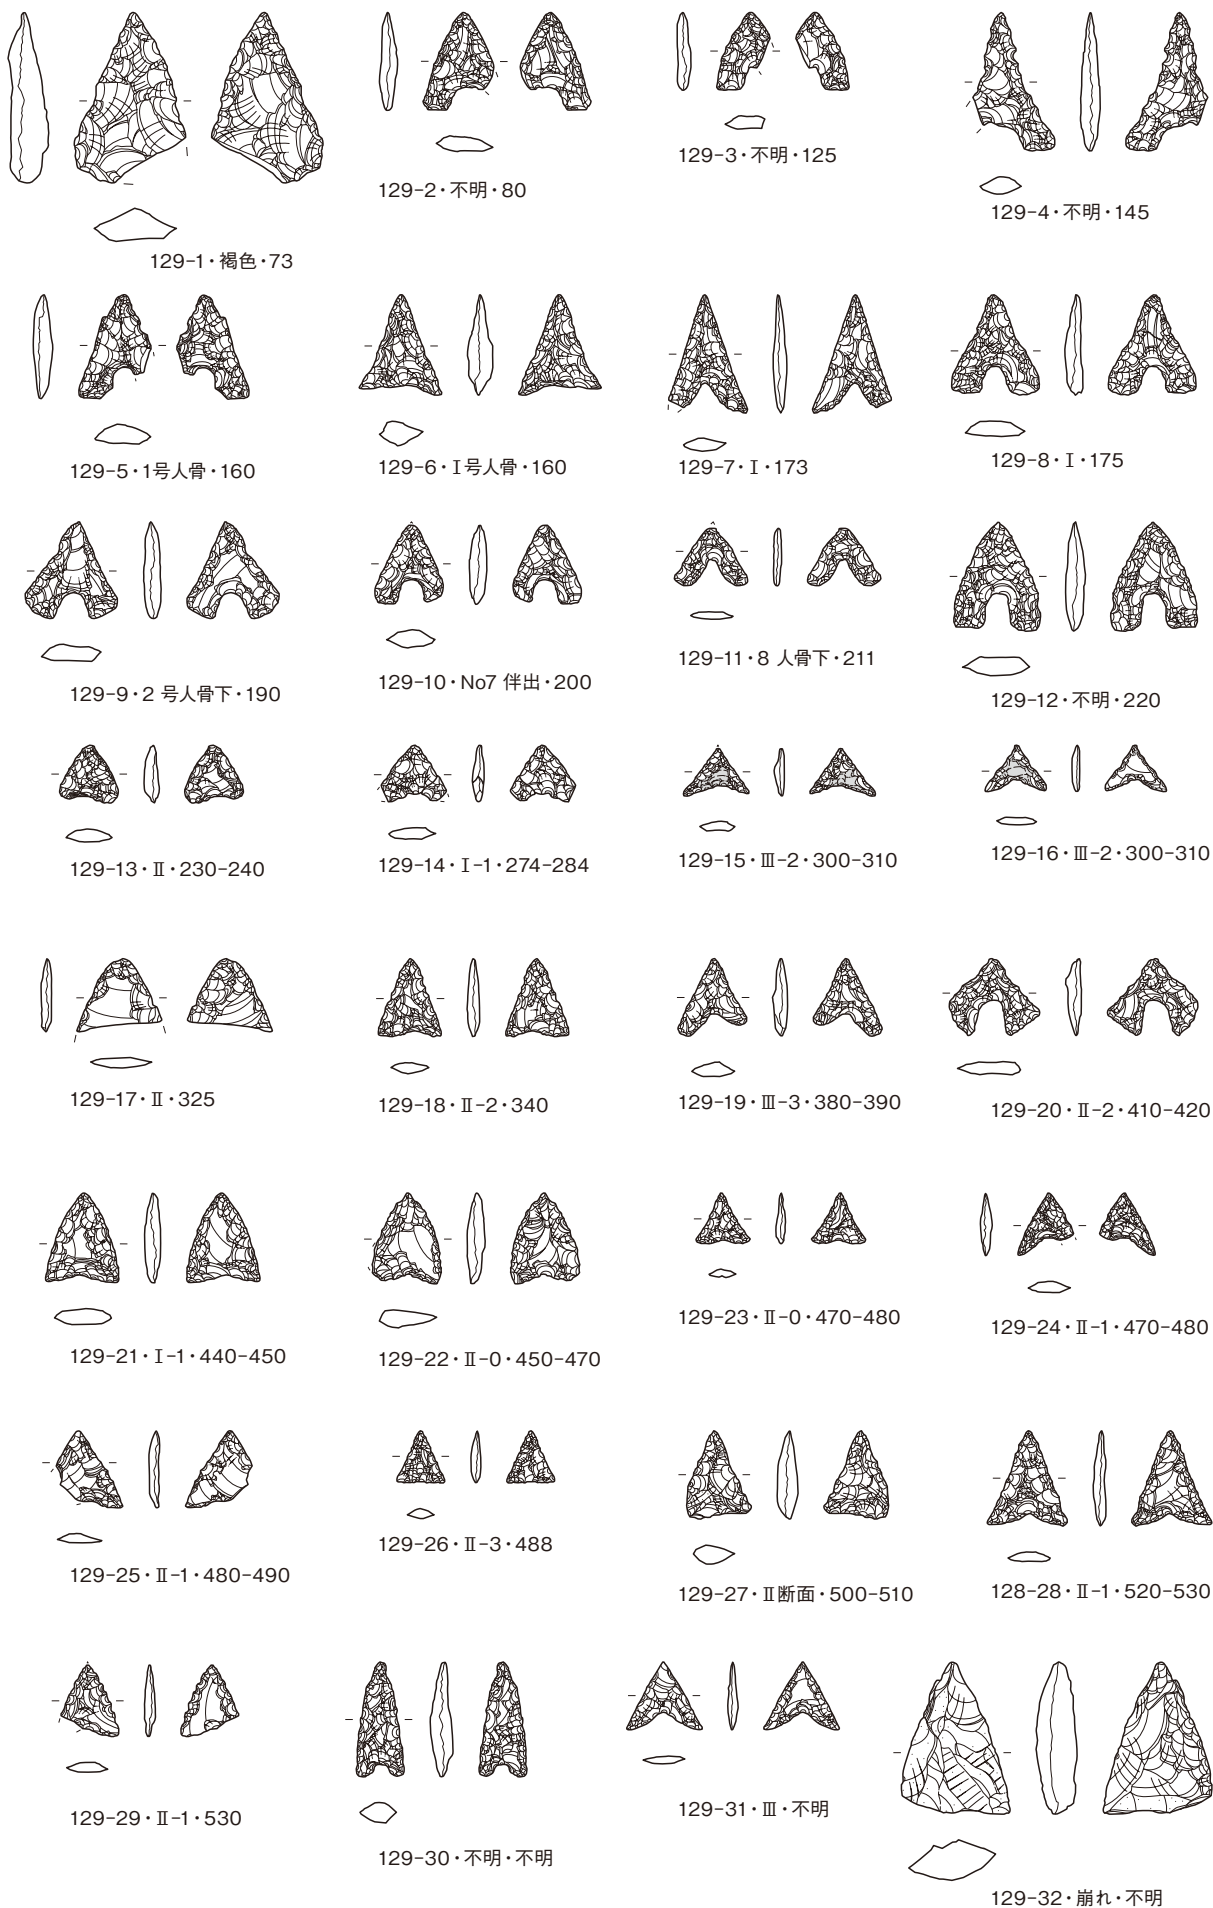 129-1・褐色・73
129-2・不明・80
129-3・不明・125
129-4・不明・145
129-5・1号人骨・160
129-6・Ⅰ号人骨・160
129-7・Ⅰ・173
129-8・Ⅰ・175
129-9・2 号人骨下・190
129-10・No7 伴出・200
129-11・8 人骨下・211
129-12・不明・220
129-13・Ⅱ・230-240
129-14・Ⅰ-1・274-284
129-15・Ⅲ-2・300-310
129-16・Ⅲ-2・300-310
129-17・Ⅱ・325
129-18・Ⅱ-2・340
129-19・Ⅲ-3・380-390
129-20・Ⅱ-2・410-420
129-21・Ⅰ-1・440-450
129-22・Ⅱ-0・450-470
129-23・Ⅱ-0・470-480
129-24・Ⅱ-1・470-480
129-25・Ⅱ-1・480-490
129-26・Ⅱ-3・488
129-27・Ⅱ断面・500-510
128-28・Ⅱ-1・520-530
129-29・Ⅱ-1・530
129-30・不明・不明
129-31・Ⅲ・不明
129-32・崩れ・不明